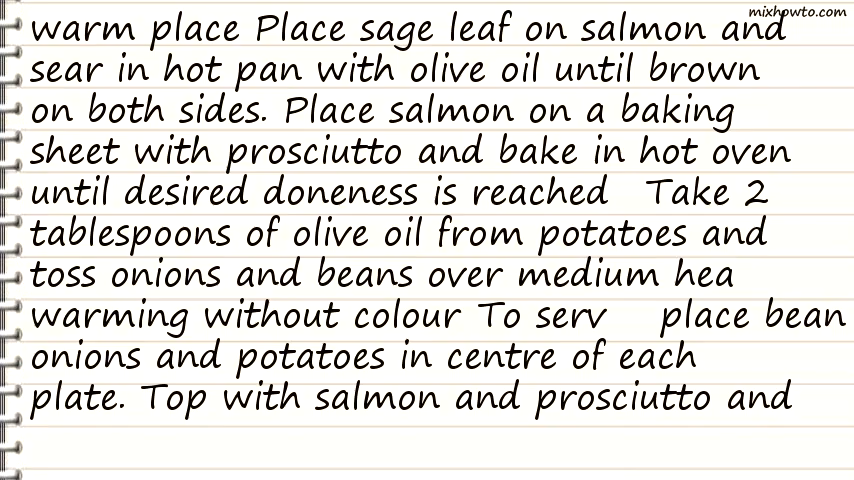 mixhowto.com
warm place Place sage leaf on salmon and
sear in hot pan with olive oil until brown
on both sides. Place salmon on a baking
sheet with prosciutto and bake in hot oven
until desired doneness is reached Take 2
tablespoons of olive oil from potatoes and
toss onions and beans over medium hea
warming without colour To serv place bean
onions and potatoes in centre of each
plate. Top with salmon and prosciutto and